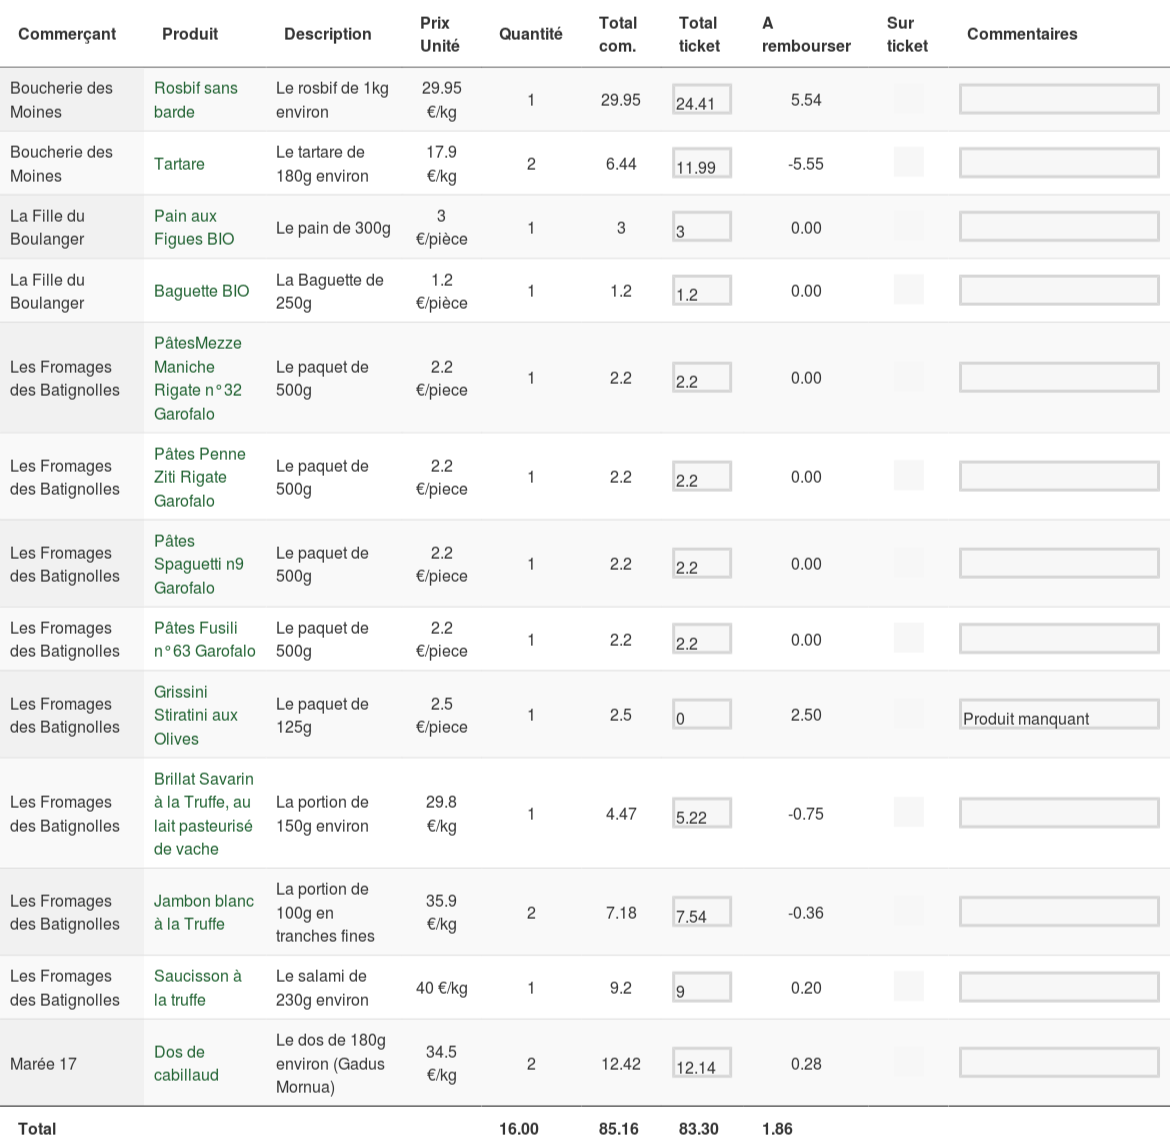 Commerçant Produit Description Prix Unité Quantité Total com. Total ticket A rembourser Sur ticket Commentaires
Boucherie des Moines Rosbif sans barde Le rosbif de 1kg environ 29.95 €/kg 1 29.95 24.41 5.54
Boucherie des Moines Tartare Le tartare de 180g environ 17.9 €/kg 2 6.44 11.99 -5.55
La Fille du Boulanger Pain aux Figues BIO Le pain de 300g 3 €/pièce 1 3 3 0.00
La Fille du Boulanger Baguette BIO La Baguette de 250g 1.2 €/pièce 1 1.2 1.2 0.00
Les Fromages des Batignolles PâtesMezze Maniche Rigate n°32 Garofalo Le paquet de 500g 2.2 €/piece 1 2.2 2.2 0.00
Les Fromages des Batignolles Pâtes Penne Ziti Rigate Garofalo Le paquet de 500g 2.2 €/piece 1 2.2 2.2 0.00
Les Fromages des Batignolles Pâtes Spaguetti n9 Garofalo Le paquet de 500g 2.2 €/piece 1 2.2 2.2 0.00
Les Fromages des Batignolles Pâtes Fusili n°63 Garofalo Le paquet de 500g 2.2 €/piece 1 2.2 2.2 0.00
Les Fromages des Batignolles Grissini Stiratini aux Olives Le paquet de 125g 2.5 €/piece 1 2.5 0 2.50 Produit manquant
Les Fromages des Batignolles Brillat Savarin à la Truffe, au lait pasteurisé de vache La portion de 150g environ 29.8 €/kg 1 4.47 5.22 -0.75
Les Fromages des Batignolles Jambon blanc à la Truffe La portion de 100g en tranches fines 35.9 €/kg 2 7.18 7.54 -0.36
Les Fromages des Batignolles Saucisson à la truffe Le salami de 230g environ 40 €/kg 1 9.2 9 0.20
Marée 17 Dos de cabillaud Le dos de 180g environ (Gadus Mornua) 34.5 €/kg 2 12.42 12.14 0.28
Total 16.00 85.16 83.30 1.86